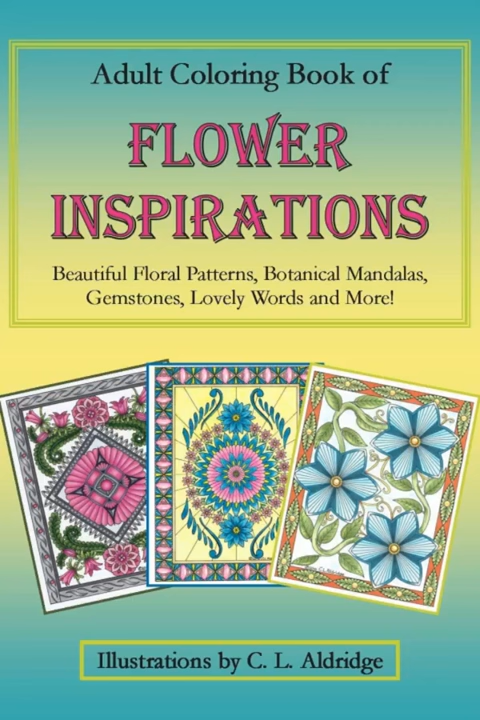 Adult Coloring Book of
FLOWER
INSPIRATIONS
Beautiful Floral Patterns, Botanical Mandalas,
Gemstones, Lovely Words and More!
Illustrations by C. L. Aldridge